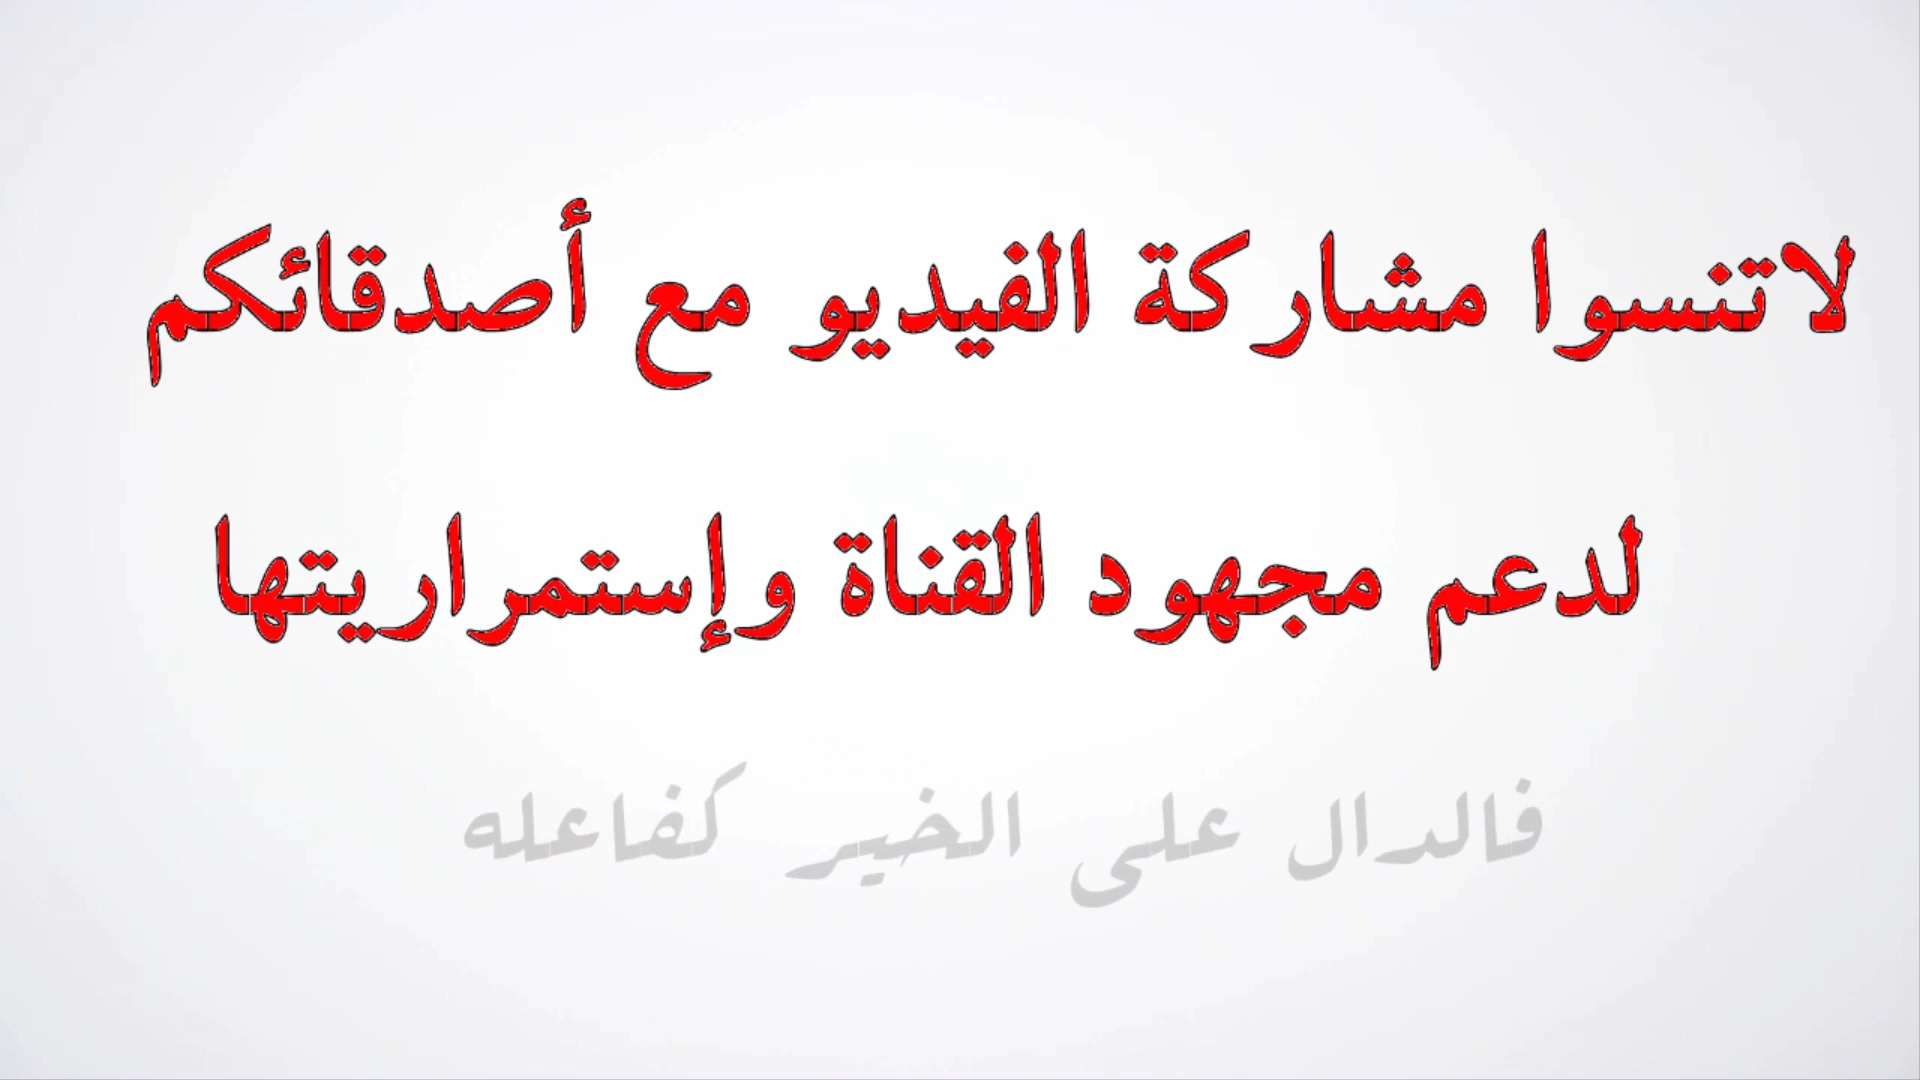 لاتنسوا مشاركة الفيديو مع أصدقائكم
لدعم مجهود القناة وإستمراريتها
فالدال على الخير كفاعله